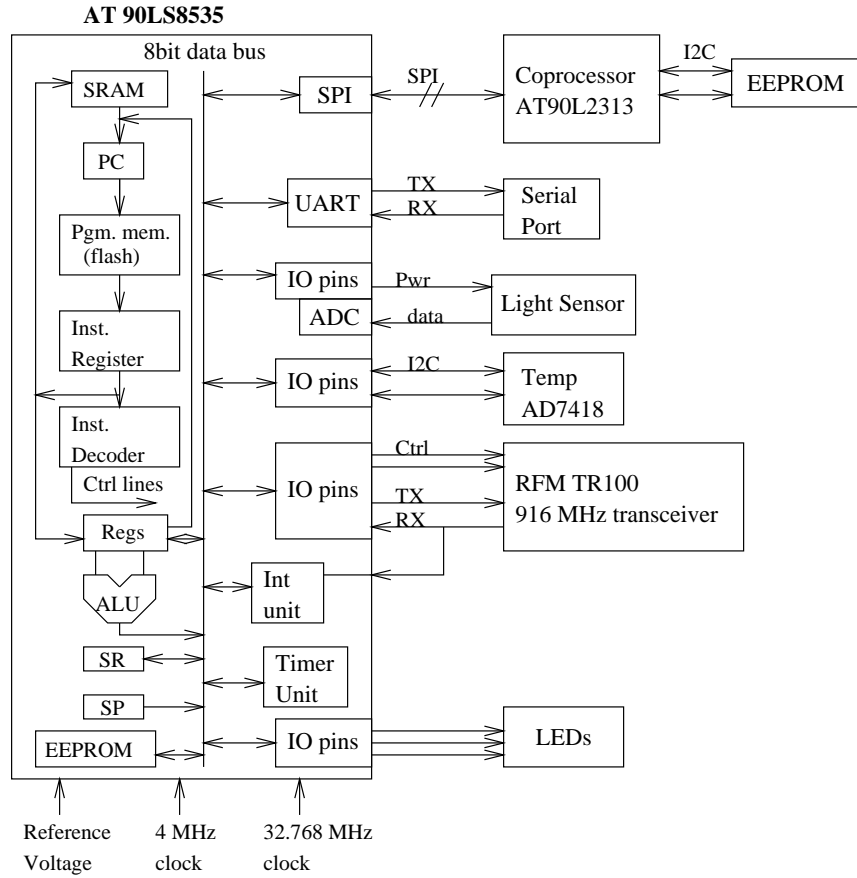 AT 90LS8535
8bit data bus
SRAM
PC
Pgm. mem.
(flash)
Inst.
Register
Inst.
Decoder
Ctrl lines
Regs
ALU
SR
SP
EEPROM
SPI
SPI
Coprocessor
AT90L2313
I2C
EEPROM
UART
TX
RX
Serial
Port
IO pins
ADC
Pwr
data
Light Sensor
IO pins
I2C
Temp
AD7418
IO pins
Ctrl
TX
RX
RFM TR100
916 MHz transceiver
Int
unit
Timer
Unit
IO pins
LEDs
Reference
Voltage
4 MHz
clock
32.768 MHz
clock